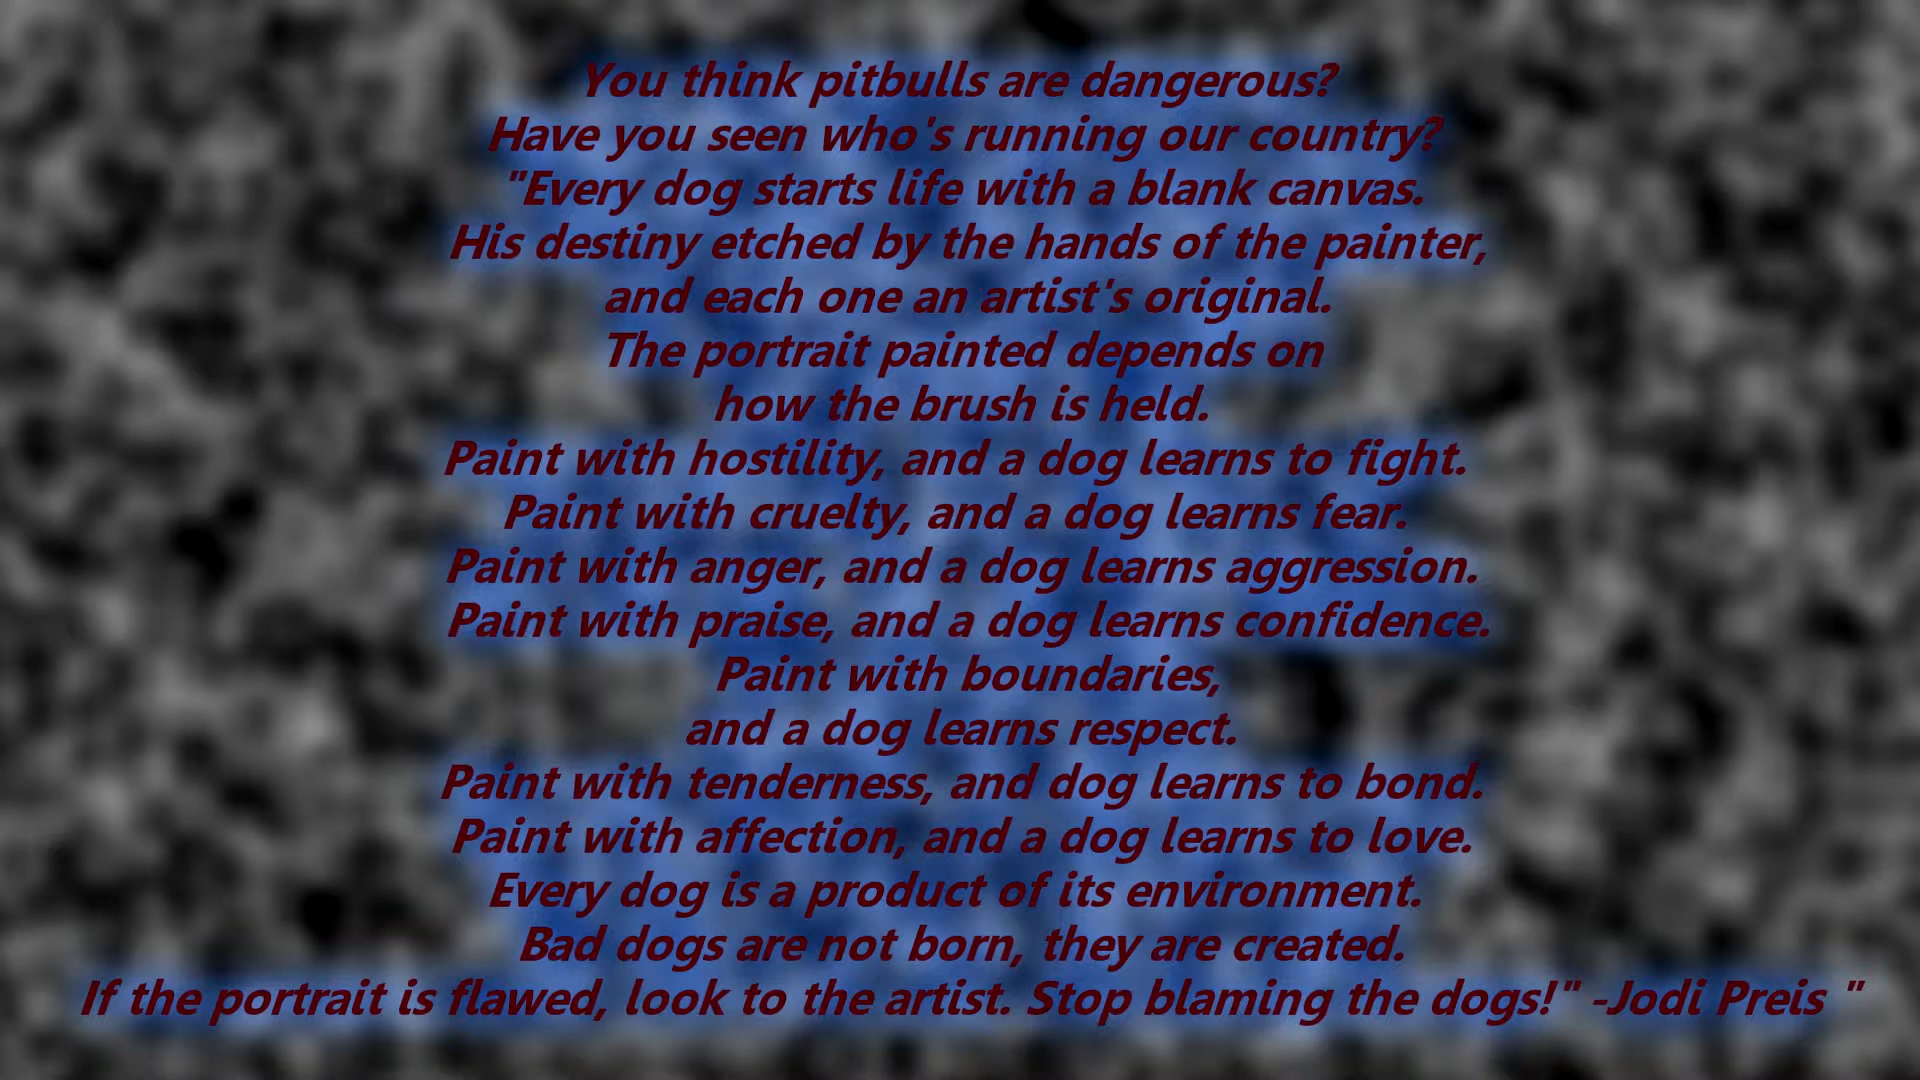 You think pitbulls are dangerous?
Have you seen who's running our country?
"Every dog starts life with a blank canvas.
His destiny etched by the hands of the painter,
and each one an artist's original.
The portrait painted depends on
how the brush is held.
Paint with hostility, and a dog learns to fight.
Paint with cruelty, and a dog learns fear.
Paint with anger, and a dog learns aggression.
Paint with praise, and a dog learns confidence.
Paint with boundaries,
and a dog learns respect.
Paint with tenderness, and dog learns to bond.
Paint with affection, and a dog learns to love.
Every dog is a product of its environment.
Bad dogs are not born, they are created.
If the portrait is flawed, look to the artist. Stop blaming the dogs!" -Jodi Preis "